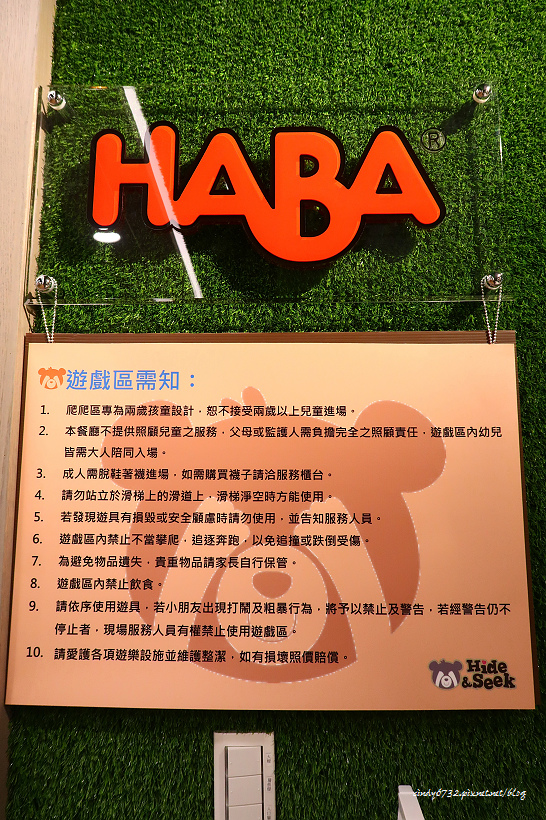 HABA®
遊戲區需知：
1. 爬爬區專為兩歲孩童設計，恕不接受兩歲以上兒童進場。
2. 本餐廳不提供照顧兒童之服務，父母或監護人需負擔完全之照顧責任，遊戲區內幼兒
皆需大人陪同入場。
3. 成人需脫鞋著襪進場，如需購買襪子請洽服務櫃台。
4. 請勿站立於滑梯上的滑道上，滑梯淨空時方能使用。
5. 若發現遊具有損毀或安全顧慮時請勿使用，並告知服務人員。
6. 遊戲區內禁止不當攀爬，追逐奔跑，以免追撞或跌倒受傷。
7. 為避免物品遺失，貴重物品請家長自行保管。
8. 遊戲區內禁止飲食。
9. 請依序使用遊具，若小朋友出現打鬧及粗暴行為，將予以禁止及警告，若經警告仍不
停止者，現場服務人員有權禁止使用遊戲區。
10. 請愛護各項遊樂設施並維護整潔，如有損壞照價賠償。
Hide
&Seek
cindy6732.pixnet.net/blog